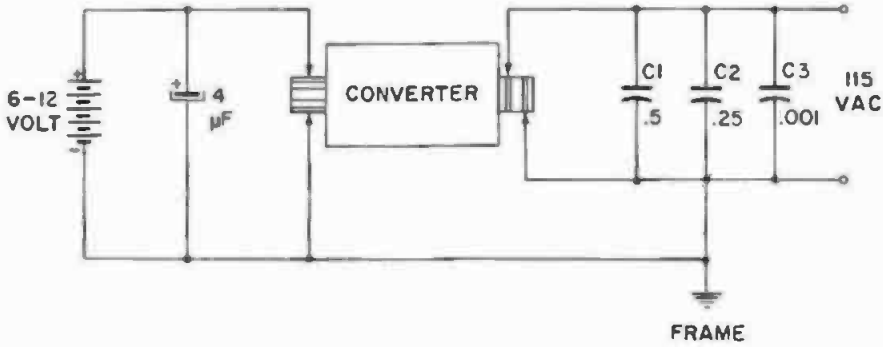 6-12
VOLT
+
-
+
4
µF
CONVERTER
C1
.5
C2
.25
C3
.001
115
VAC
FRAME